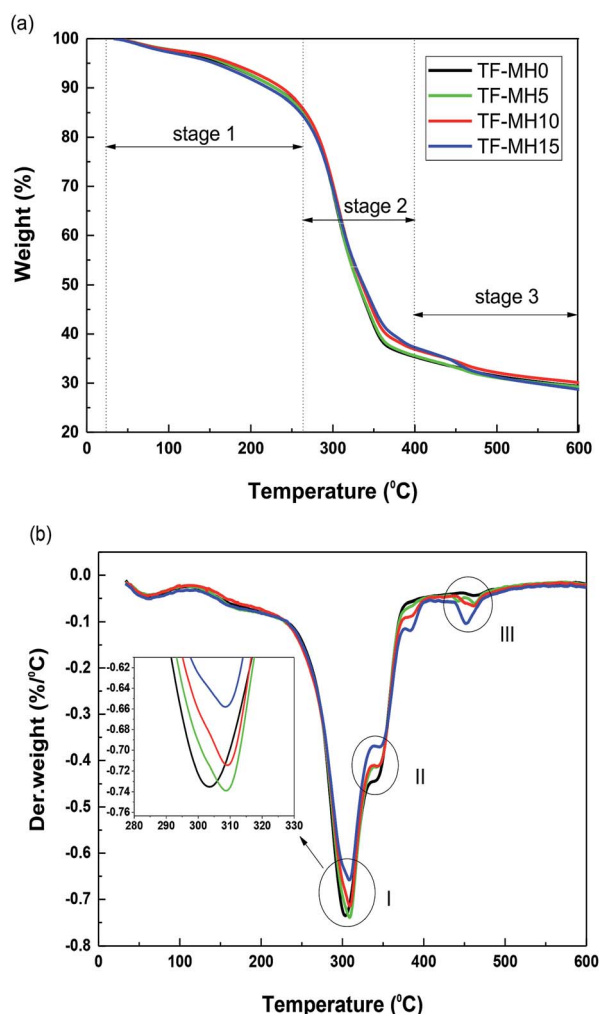 (a)
100
90
80
70
60
50
40
30
20
Weight (%)
TF-MH0
TF-MH5
TF-MH10
TF-MH15
stage 1
stage 2
stage 3
0 100 200 300 400 500 600
Temperature (⁰C)
(b)
0.0
-0.1
-0.2
-0.3
-0.4
-0.5
-0.6
-0.7
-0.8
Der.weight (%/⁰C)
-0.62
-0.64
-0.66
-0.68
-0.70
-0.72
-0.74
-0.76
280 290 300 310 320 330
III
II
I
0 100 200 300 400 500 600
Temperature (⁰C)